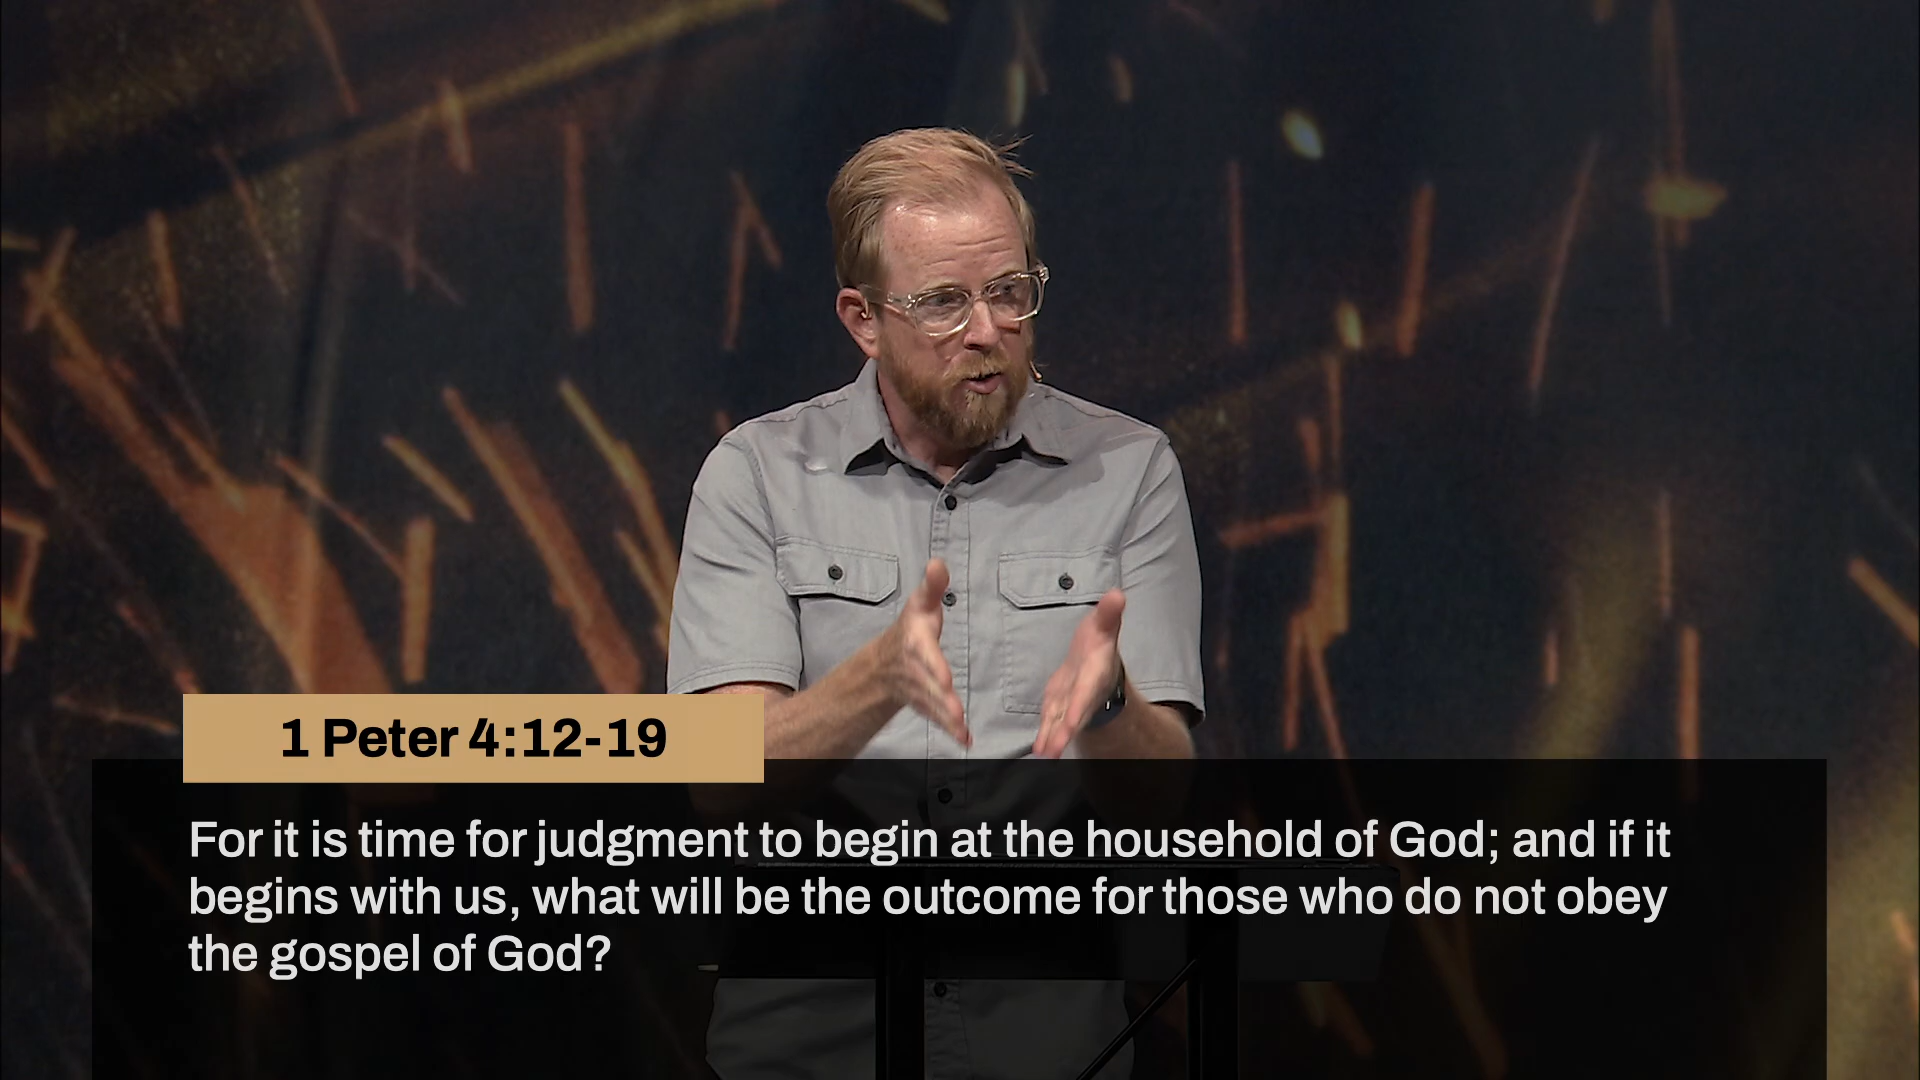 1 Peter 4:12-19
For it is time for judgment to begin at the household of God; and if it
begins with us, what will be the outcome for those who do not obey
the gospel of God?